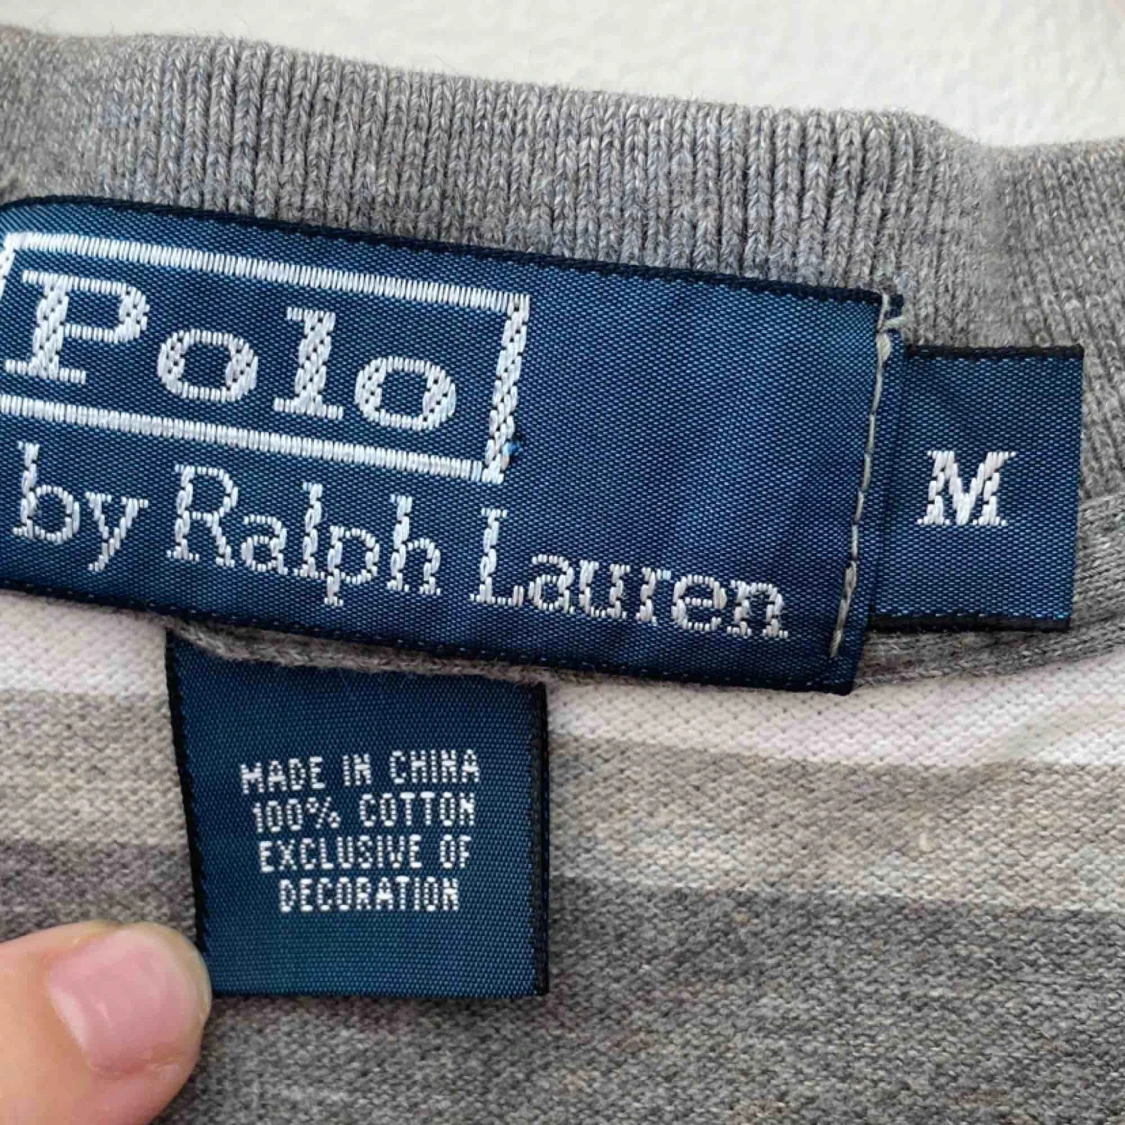 Polo
by Ralph Lauren
M
MADE IN CHINA
100% COTTON
EXCLUSIVE OF
DECORATION